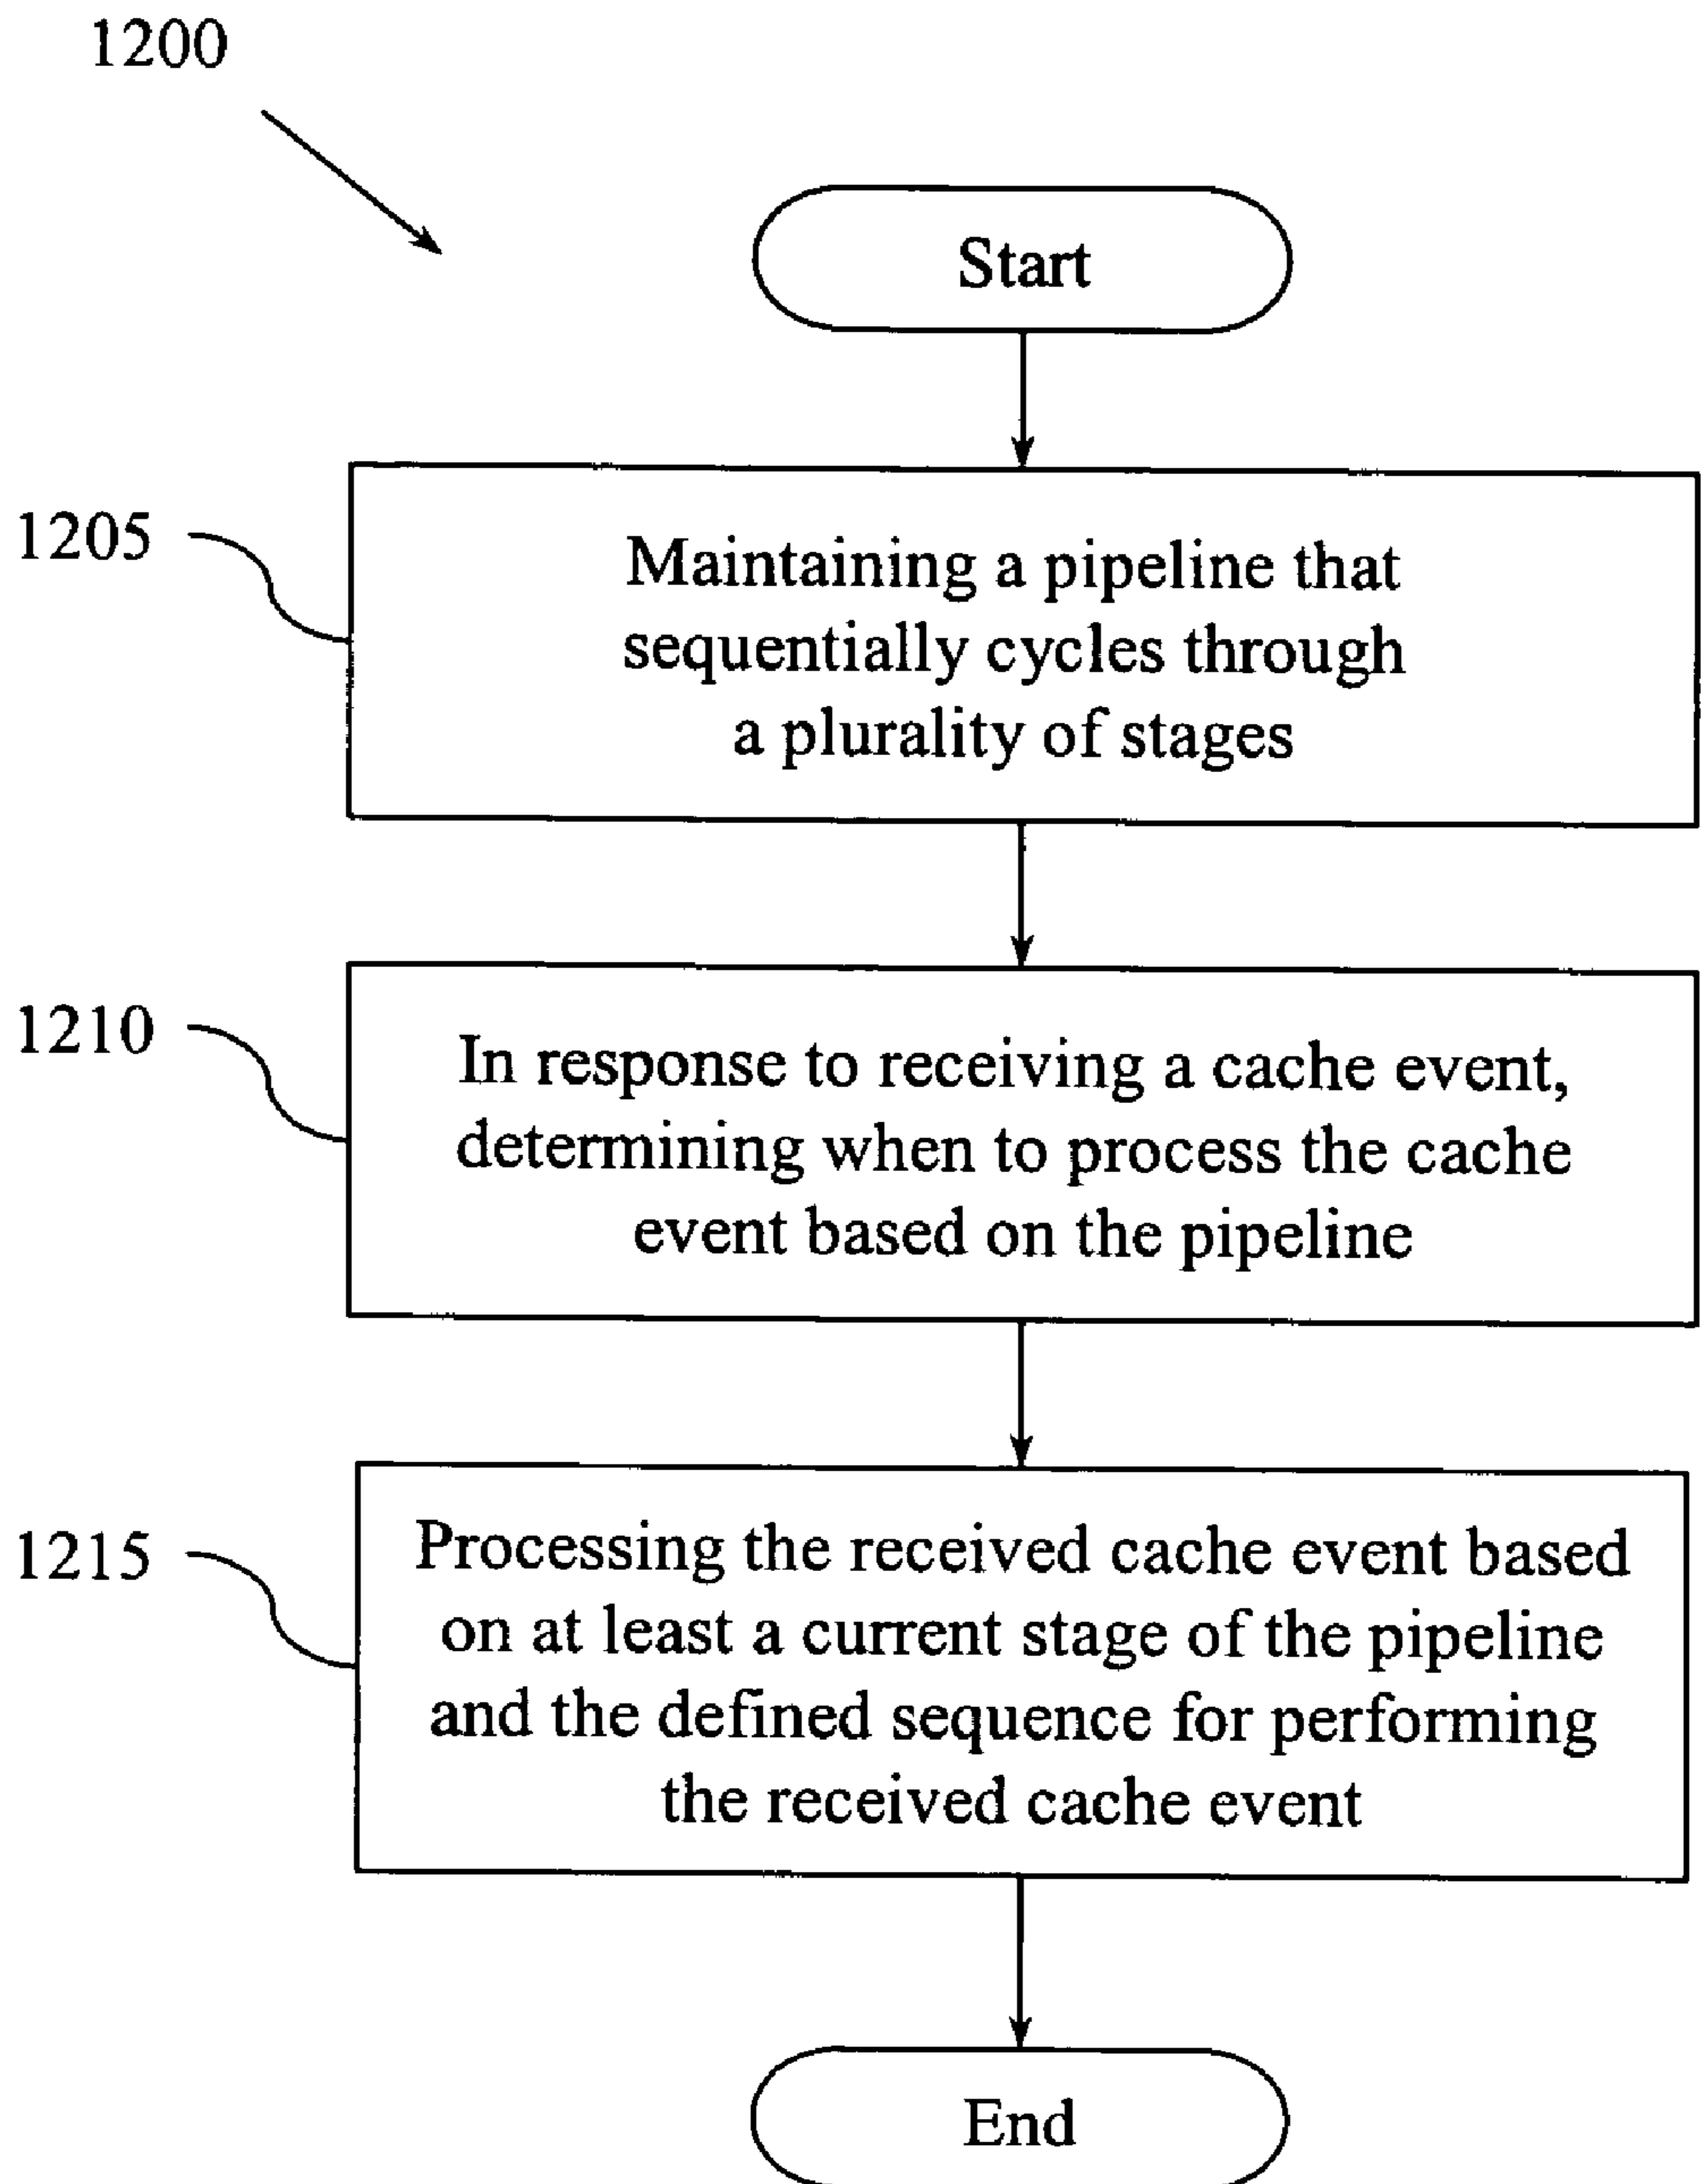 1200
Start
1205
Maintaining a pipeline that
sequentially cycles through
a plurality of stages
1210
In response to receiving a cache event,
determining when to process the cache
event based on the pipeline
1215
Processing the received cache event based
on at least a current stage of the pipeline
and the defined sequence for performing
the received cache event
End